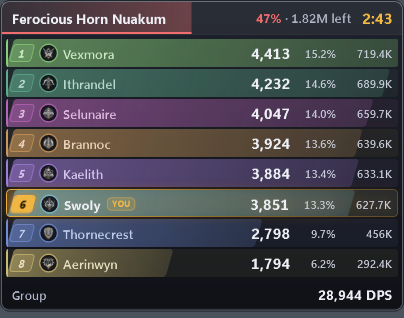 Ferocious Horn Nuakum 47% · 1.82M left 2:43
1 Vexmora 4,413 15.2% 719.4K
2 Ithrandel 4,232 14.6% 689.9K
3 Selunaire 4,047 14.0% 659.7K
4 Brannoc 3,924 13.6% 639.6K
5 Kaelith 3,884 13.4% 633.1K
6 Swoly YOU 3,851 13.3% 627.7K
7 Thornecrest 2,798 9.7% 456K
8 Aerinwyn 1,794 6.2% 292.4K
Group 28,944 DPS